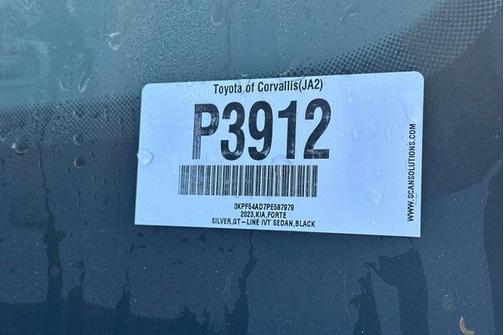 Toyota of Corvallis(JA2)
P3912
3KPF54AD7PE587979
2023,KIA,FORTE
SILVER,GT-LINE IVT SEDAN,BLACK
WWW.SCANSOLUTIONS.COM